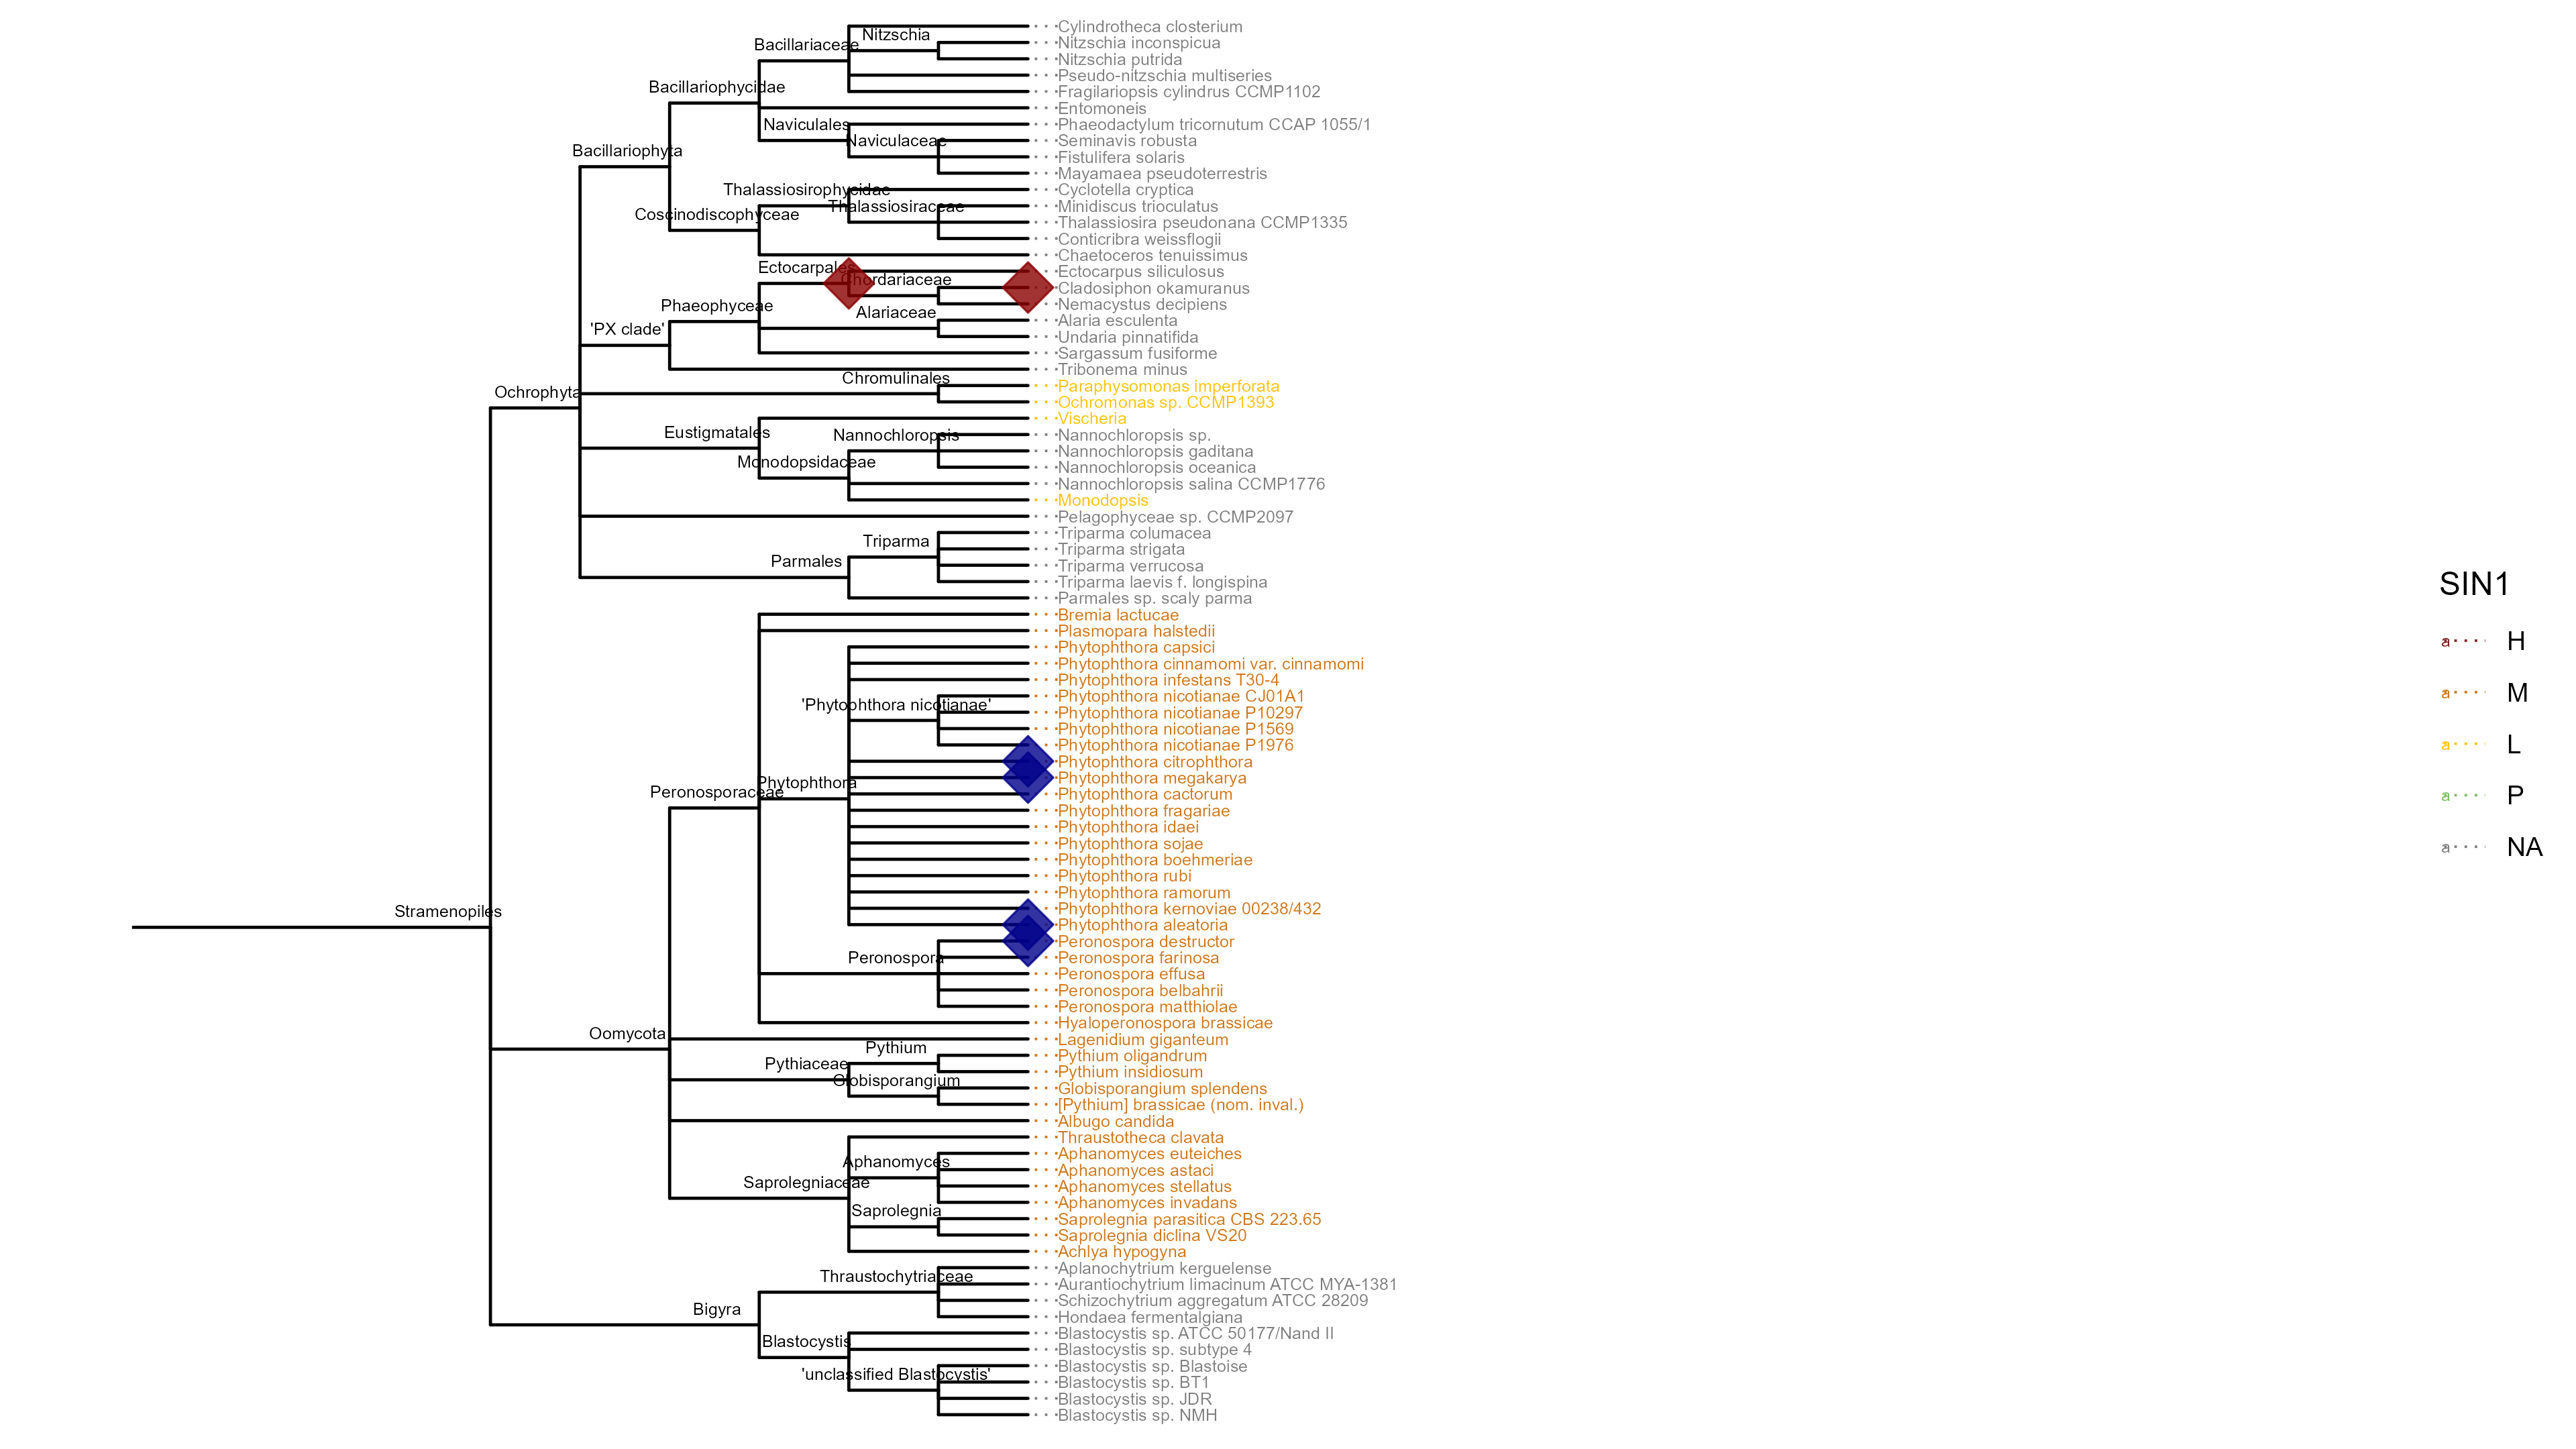 Cylindrotheca closterium
Nitzschia
Nitzschia inconspicua
Bacillariaceae
Nitzschia putrida
Pseudo-nitzschia multiseries
Bacillariophycidae
Fragilariopsis cylindrus CCMP1102
Entomoneis
Naviculales
Phaeodactylum tricornutum CCAP 1055/1
Naviculaceae
Seminavis robusta
Bacillariophyta
Fistulifera solaris
Mayamaea pseudoterrestris
Thalassiosirophycidae
Cyclotella cryptica
Thalassiosiraceae
Minidiscus trioculatus
Coscinodiscophyceae
Thalassiosira pseudonana CCMP1335
Conticribra weissflogii
Chaetoceros tenuissimus
Ectocarpales
Ectocarpus siliculosus
Chordariaceae
Cladosiphon okamuranus
Phaeophyceae
Nemacystus decipiens
Alariaceae
Alaria esculenta
'PX clade'
Undaria pinnatifida
Sargassum fusiforme
Tribonema minus
Chromulinales
Paraphysomonas imperforata
Ochrophyta
Ochromonas sp. CCMP1393
Vischeria
Eustigmatales
Nannochloropsis
Nannochloropsis sp.
Nannochloropsis gaditana
Monodopsidaceae
Nannochloropsis oceanica
Nannochloropsis salina CCMP1776
Monodopsis
Pelagophyceae sp. CCMP2097
Triparma columacea
Triparma
Triparma strigata
Parmales
Triparma verrucosa
Triparma laevis f. longispina
Parmales sp. scaly parma
Bremia lactucae
Plasmopara halstedii
Phytophthora capsici
Phytophthora cinnamomi var. cinnamomi
Phytophthora infestans T30-4
Phytophthora nicotianae CJ01A1
'Phytophthora nicotianae'
Phytophthora nicotianae P10297
Phytophthora nicotianae P1569
Phytophthora nicotianae P1976
Phytophthora citrophthora
Phytophthora
Phytophthora megakarya
Peronosporaceae
Phytophthora cactorum
Phytophthora fragariae
Phytophthora idaei
Phytophthora sojae
Phytophthora boehmeriae
Phytophthora rubi
Phytophthora ramorum
Stramenopiles
Phytophthora kernoviae 00238/432
Phytophthora aleatoria
Peronospora destructor
Peronospora
Peronospora farinosa
Peronospora effusa
Peronospora belbahrii
Peronospora matthiolae
Hyaloperonospora brassicae
Oomycota
Lagenidium giganteum
Pythium
Pythium oligandrum
Pythiaceae
Pythium insidiosum
Globisporangium
Globisporangium splendens
[Pythium] brassicae (nom. inval.)
Albugo candida
Thraustotheca clavata
Aphanomyces euteiches
Aphanomyces
Aphanomyces astaci
Saprolegniaceae
Aphanomyces stellatus
Aphanomyces invadans
Saprolegnia
Saprolegnia parasitica CBS 223.65
Saprolegnia diclina VS20
Achlya hypogyna
Aplanochytrium kerguelense
Thraustochytriaceae
Aurantiochytrium limacinum ATCC MYA-1381
Schizochytrium aggregatum ATCC 28209
Bigyra
Hondaea fermentalgiana
Blastocystis sp. ATCC 50177/Nand II
Blastocystis
Blastocystis sp. subtype 4
Blastocystis sp. Blastoise
'unclassified Blastocystis'
Blastocystis sp. BT1
Blastocystis sp. JDR
Blastocystis sp. NMH
SIN1
a H
a M
a L
a P
a NA